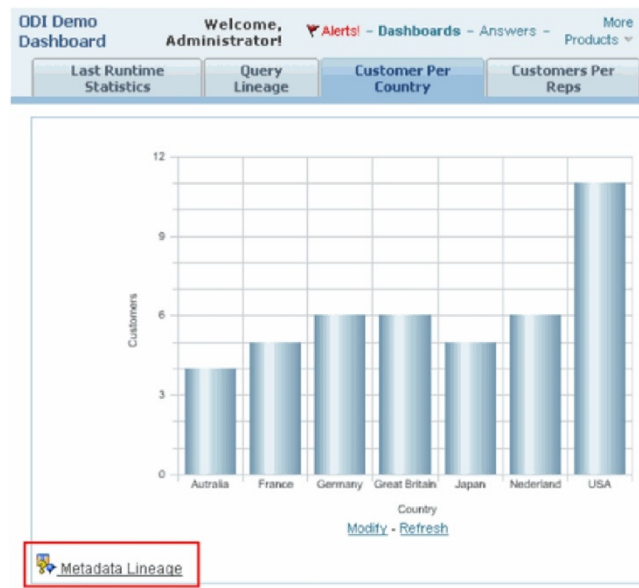 ODI Demo Dashboard
Welcome, Administrator!
Alerts! - Dashboards - Answers - More Products
Last Runtime Statistics
Query Lineage
Customer Per Country
Customers Per Reps
12
9
6
3
0
Customers
Autralia
France
Germany
Great Britain
Japan
Nederland
USA
Country
Modify - Refresh
Metadata Lineage